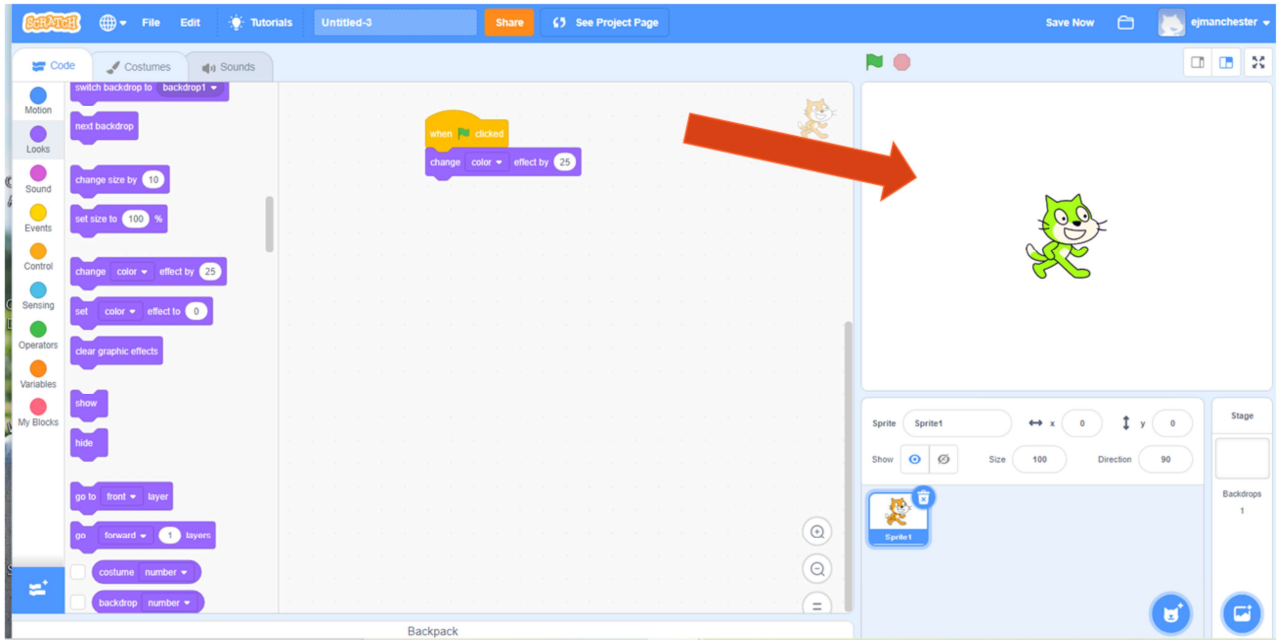 SCRATCH File Edit Tutorials Untitled-3 Share See Project Page Save Now ejmanchester
Code Costumes Sounds
Motion
Looks
Sound
Events
Control
Sensing
Operators
Variables
My Blocks
switch backdrop to backdrop1
next backdrop
change size by 10
set size to 100 %
change color effect by 25
set color effect to 0
clear graphic effects
show
hide
go to front layer
go forward 1 layers
costume number
backdrop number
when clicked
change color effect by 25
Sprite Sprite1 x 0 y 0
Show Size 100 Direction 90
Sprite1
Stage
Backdrops
1
Backpack